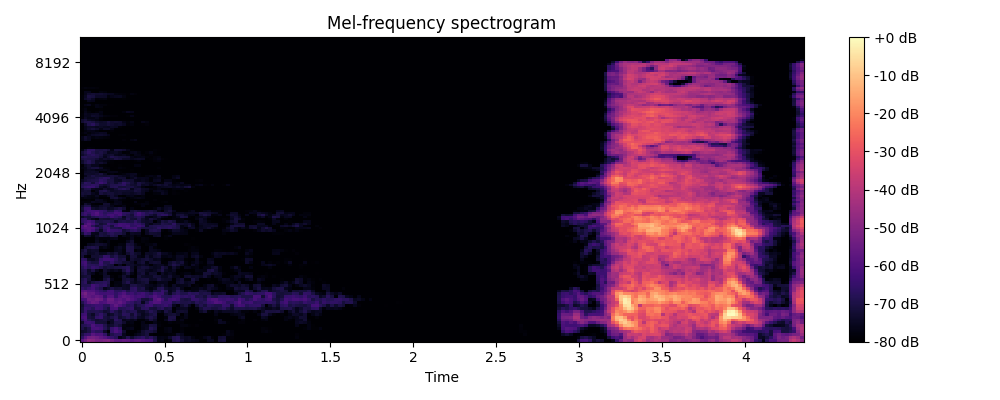 Mel-frequency spectrogram
+0 dB
8192
-10 dB
4096
-20 dB
-30 dB
2048
-40 dB
Hz
1024
-50 dB
-60 dB
512
-70 dB
0
-80 dB
0 0.5 1 1.5 2 2.5 3 3.5 4
Time